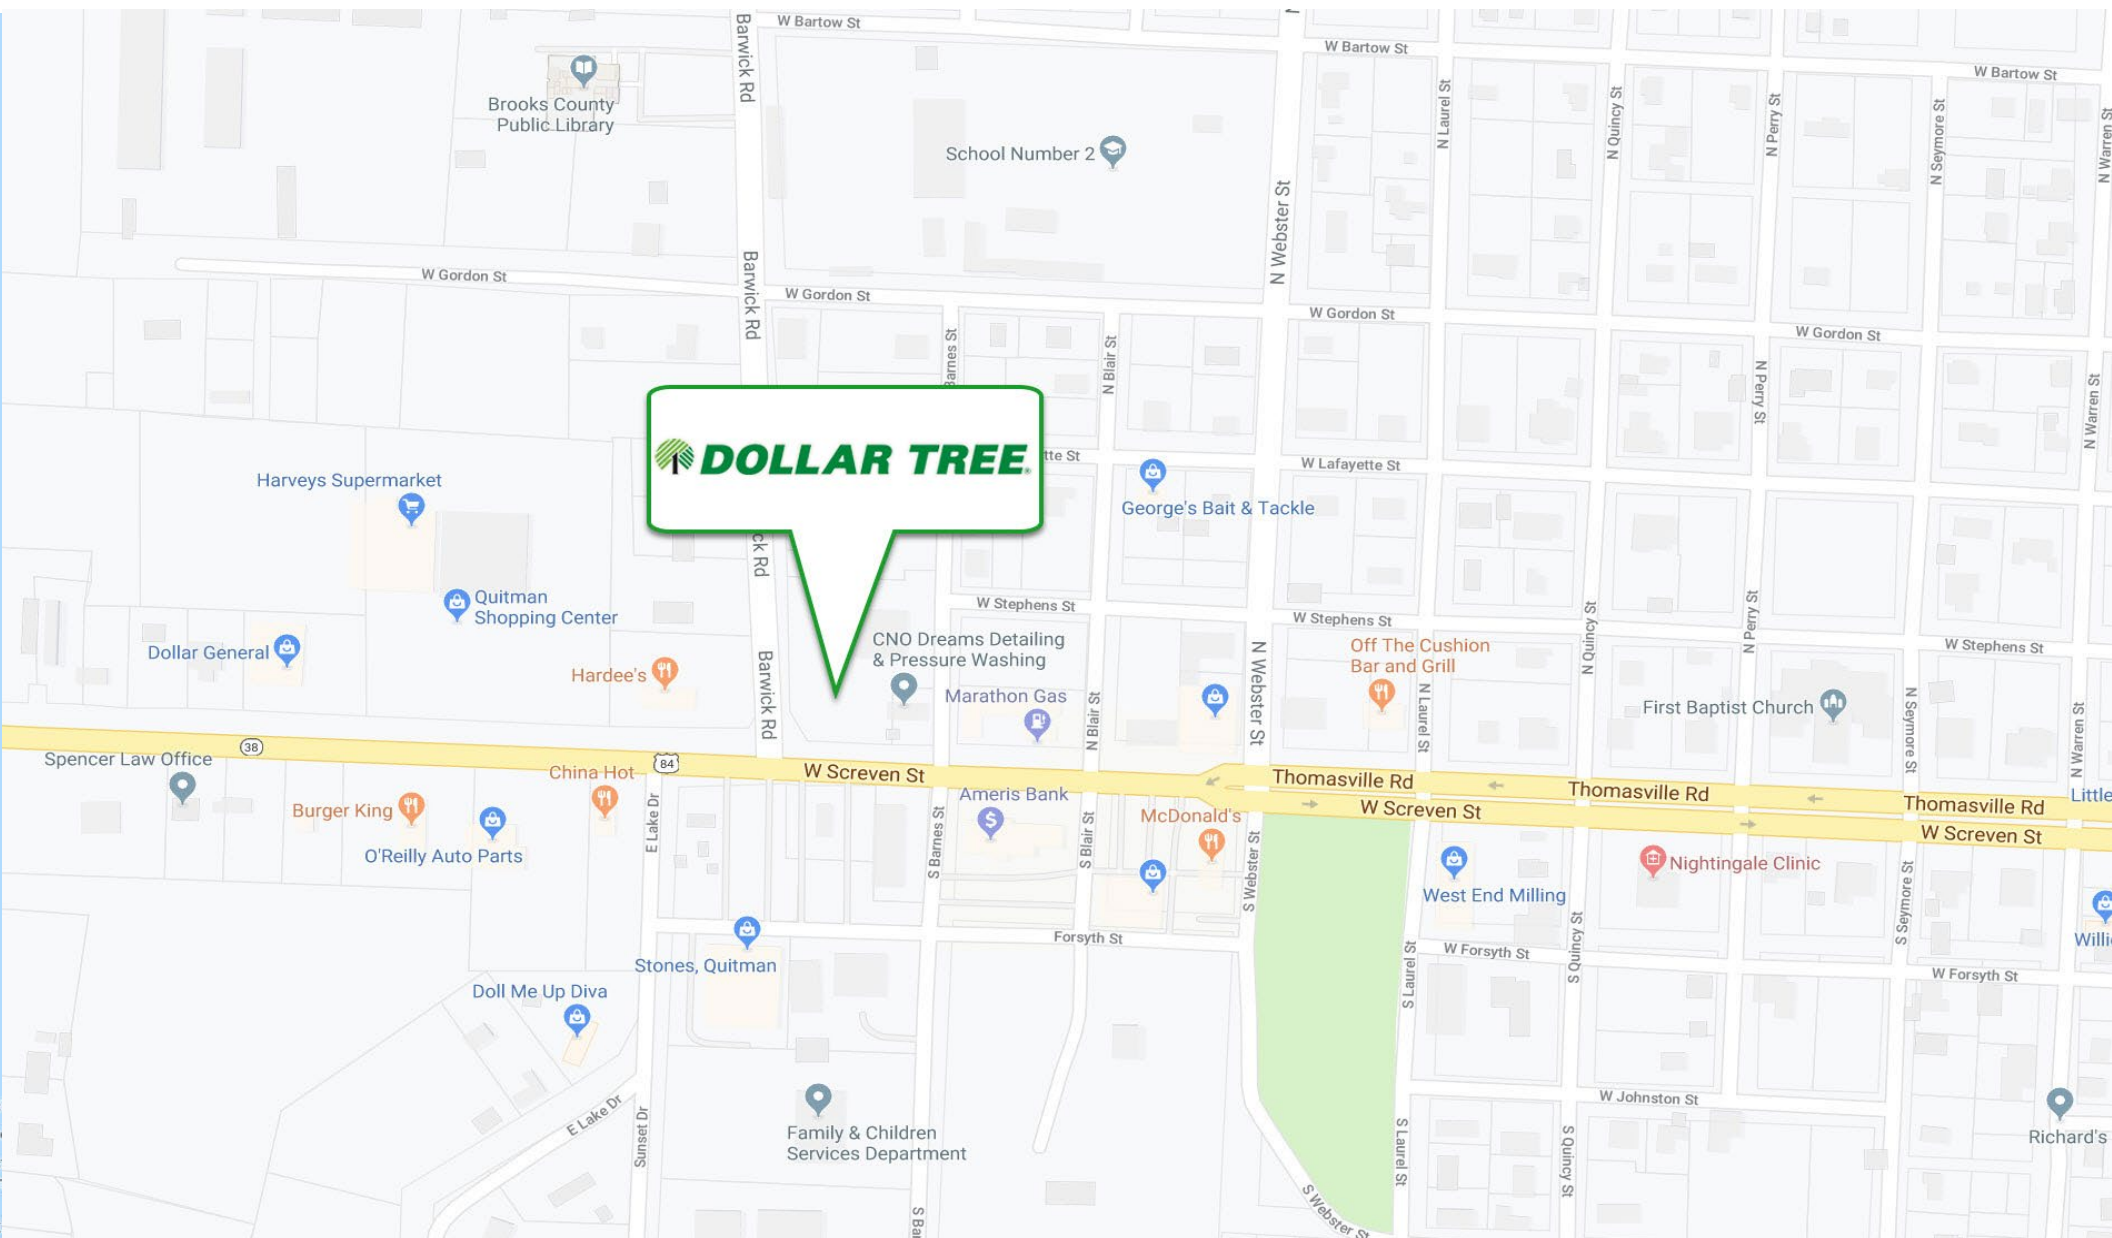 W Bartow St
W Bartow St
W Bartow St
Barwick Rd
Brooks County
Public Library
School Number 2
N Laurel St
N Quincy St
N Perry St
N Seymore St
N Warren St
N Webster St
W Gordon St
Barwick Rd
W Gordon St
W Gordon St
W Gordon St
Barnes St
N Blair St
N Perry St
N Warren St
DOLLAR TREE
tte St
W Lafayette St
Harveys Supermarket
George's Bait & Tackle
ck Rd
Quitman
Shopping Center
W Stephens St
W Stephens St
W Stephens St
N Quincy St
N Perry St
Dollar General
Hardee's
Barwick Rd
CNO Dreams Detailing
& Pressure Washing
Marathon Gas
N Blair St
N Webster St
Off The Cushion
Bar and Grill
N Laurel St
First Baptist Church
N Seymore St
N Warren St
38
84
Spencer Law Office
China Hot
W Screven St
Thomasville Rd
Thomasville Rd
Thomasville Rd
Little
W Screven St
W Screven St
Burger King
O'Reilly Auto Parts
E Lake Dr
Ameris Bank
McDonald's
S Barnes St
S Blair St
S Webster St
West End Milling
Nightingale Clinic
S Seymore St
Forsyth St
W Forsyth St
W Forsyth St
S Laurel St
S Quincy St
Willi
Stones, Quitman
Doll Me Up Diva
Family & Children
Services Department
E Lake Dr
Sunset Dr
W Johnston St
S Laurel St
S Quincy St
Richard's
S Webster St
S Bar